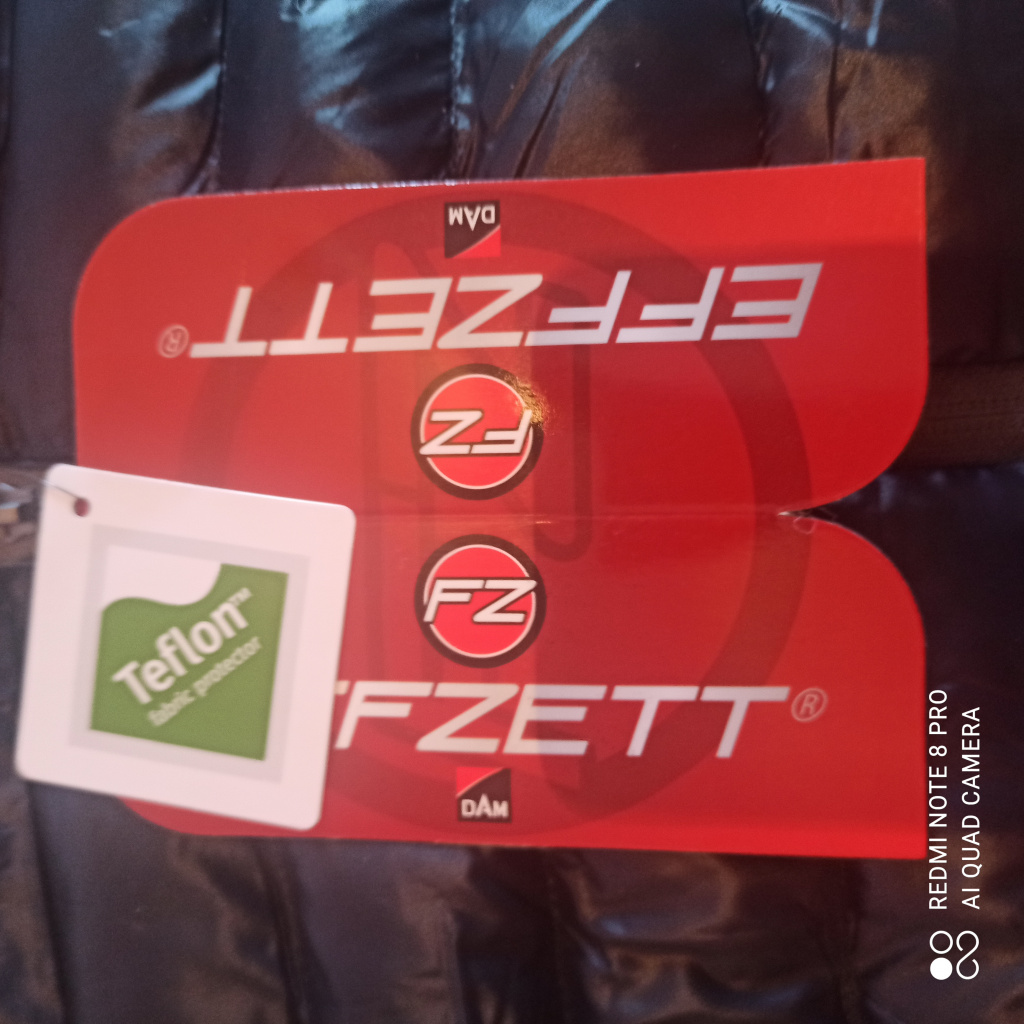 DAM
EFFZETT®
FZ
FZ
FZETT®
DAM
Teflon™
fabric protector
REDMI NOTE 8 PRO
AI QUAD CAMERA